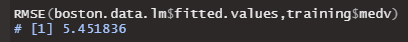 RMSE(boston.data.lm$fitted.values,training$medv)
# [1] 5.451836